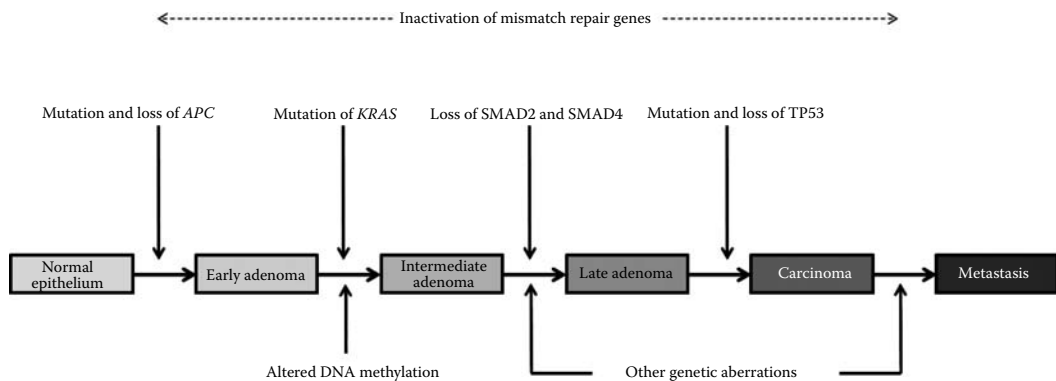 Inactivation of mismatch repair genes
Mutation and loss of APC
Mutation of KRAS
Loss of SMAD2 and SMAD4
Mutation and loss of TP53
Normal
epithelium
Early adenoma
Intermediate
adenoma
Late adenoma
Carcinoma
Metastasis
Altered DNA methylation
Other genetic aberrations